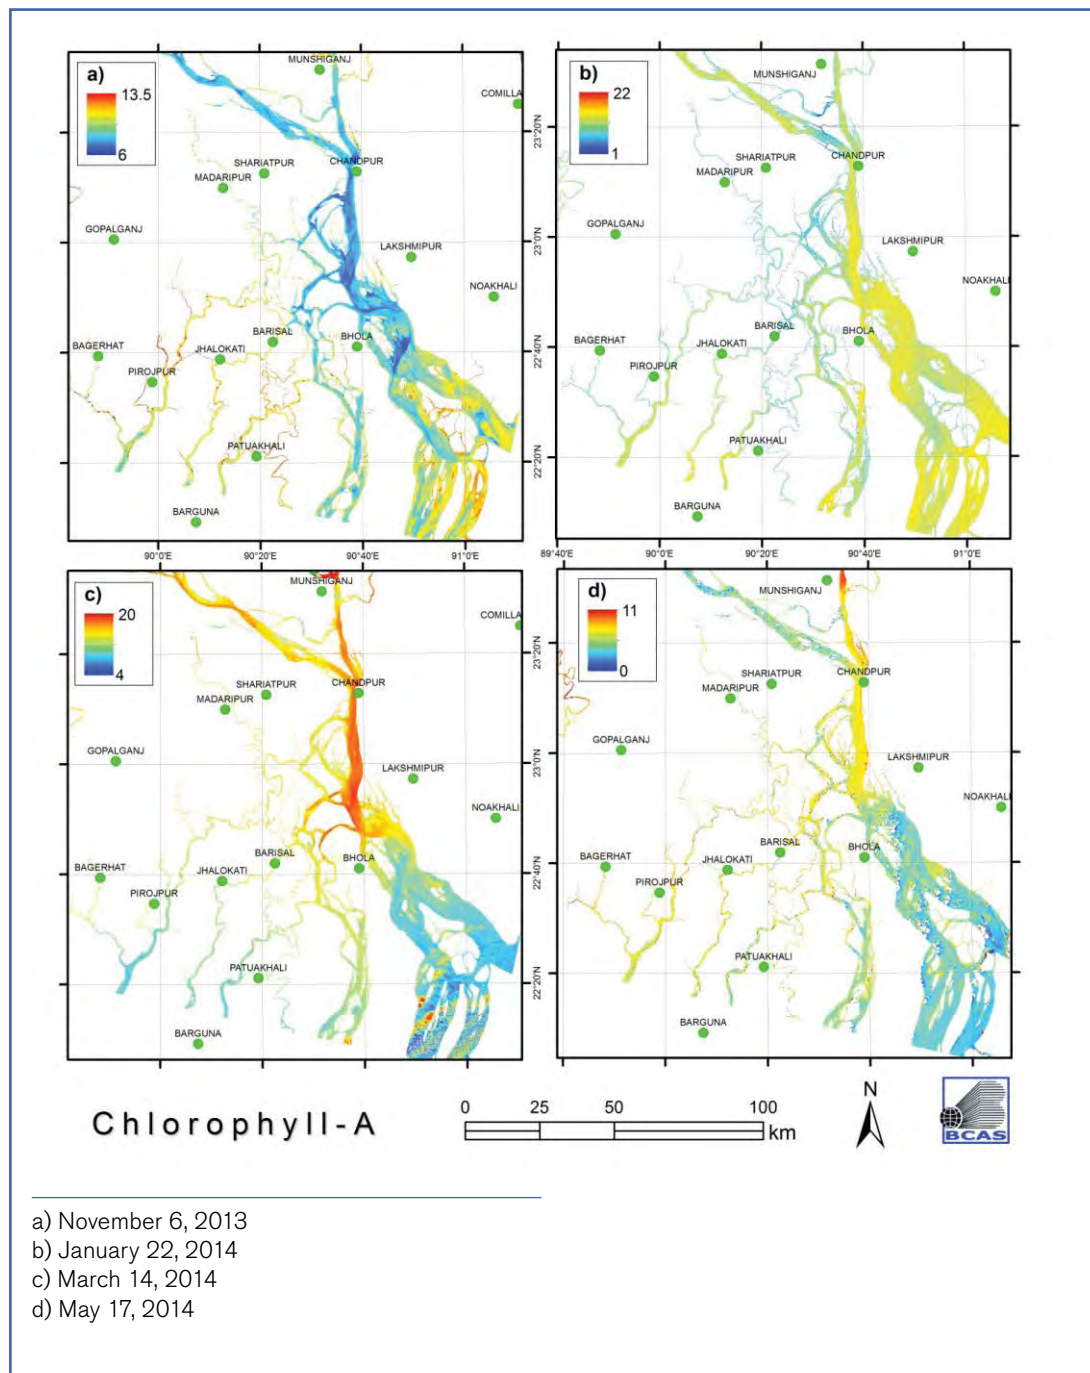 a)
13.5
6
MUNSHIGANJ
COMILLA
SHARIATPUR
CHANDPUR
MADARIPUR
GOPALGANJ
LAKSHMIPUR
NOAKHALI
BARISAL
BHOLA
BAGERHAT
JHALOKATI
PIROJPUR
PATUAKHALI
BARGUNA
23°20'N
23°0'N
22°40'N
22°20'N
90°0'E
90°20'E
90°40'E
91°0'E
b)
22
1
MUNSHIGANJ
SHARIATPUR
CHANDPUR
MADARIPUR
GOPALGANJ
LAKSHMIPUR
NOAKHALI
BARISAL
BHOLA
BAGERHAT
JHALOKATI
PIROJPUR
PATUAKHALI
BARGUNA
89°40'E
90°0'E
90°20'E
90°40'E
91°0'E
c)
20
4
MUNSHIGANJ
COMILLA
SHARIATPUR
CHANDPUR
MADARIPUR
GOPALGANJ
LAKSHMIPUR
NOAKHALI
BARISAL
BHOLA
BAGERHAT
JHALOKATI
PIROJPUR
PATUAKHALI
BARGUNA
23°20'N
23°0'N
22°40'N
22°20'N
d)
11
0
MUNSHIGANJ
SHARIATPUR
CHANDPUR
MADARIPUR
GOPALGANJ
LAKSHMIPUR
NOAKHALI
BARISAL
BHOLA
BAGERHAT
JHALOKATI
PIROJPUR
PATUAKHALI
BARGUNA
Chlorophyll-A
0 25 50 100
km
N
BCAS
a) November 6, 2013
b) January 22, 2014
c) March 14, 2014
d) May 17, 2014